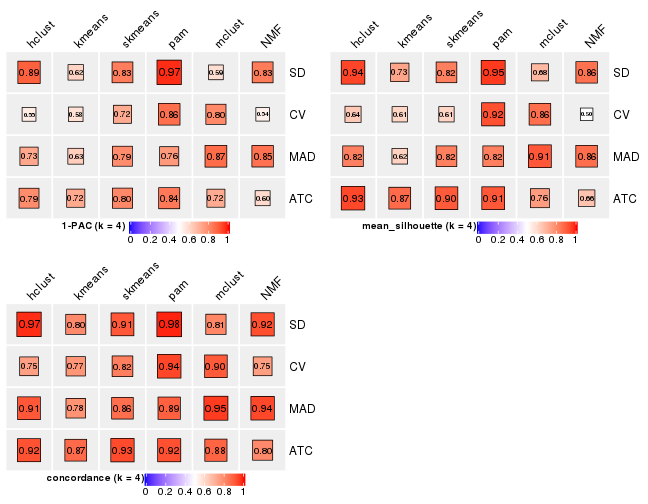 hclust kmeans skmeans pam mclust NMF
0.89 0.62 0.83 0.97 0.59 0.83 SD
0.55 0.58 0.72 0.86 0.80 0.54 CV
0.73 0.63 0.79 0.76 0.87 0.85 MAD
0.79 0.72 0.80 0.84 0.72 0.60 ATC
1-PAC (k = 4)
0 0.2 0.4 0.6 0.8 1
hclust kmeans skmeans pam mclust NMF
0.94 0.73 0.82 0.95 0.68 0.86 SD
0.64 0.61 0.61 0.92 0.86 0.50 CV
0.82 0.62 0.82 0.82 0.91 0.86 MAD
0.93 0.87 0.90 0.91 0.76 0.66 ATC
mean_silhouette (k = 4)
0 0.2 0.4 0.6 0.8 1
hclust kmeans skmeans pam mclust NMF
0.97 0.80 0.91 0.98 0.81 0.92 SD
0.75 0.77 0.82 0.94 0.90 0.75 CV
0.91 0.78 0.86 0.89 0.95 0.94 MAD
0.92 0.87 0.93 0.92 0.88 0.80 ATC
concordance (k = 4)
0 0.2 0.4 0.6 0.8 1